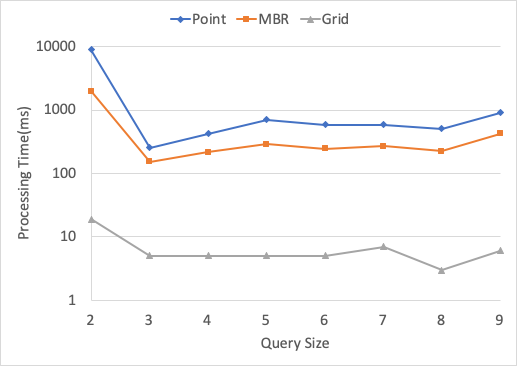 Point MBR Grid
10000
1000
100
10
1
Processing Time(ms)
2 3 4 5 6 7 8 9
Query Size